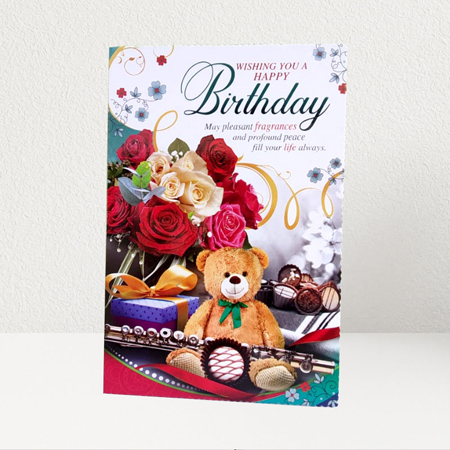 WISHING YOU A
HAPPY
Birthday
May pleasant fragrances
and profound peace
fill your life always.